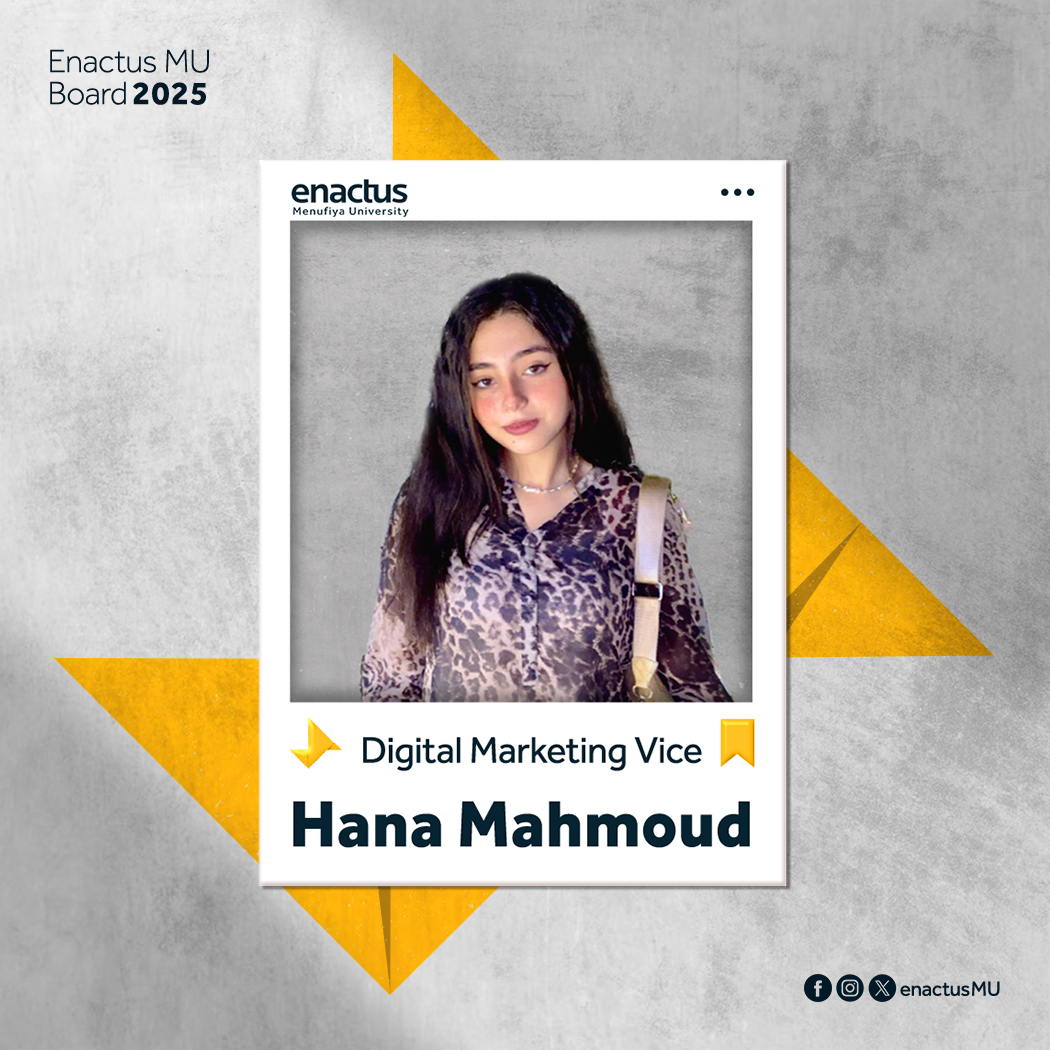 Enactus MU
Board 2025
enactus
Menufiya University
Digital Marketing Vice
Hana Mahmoud
enactusMU